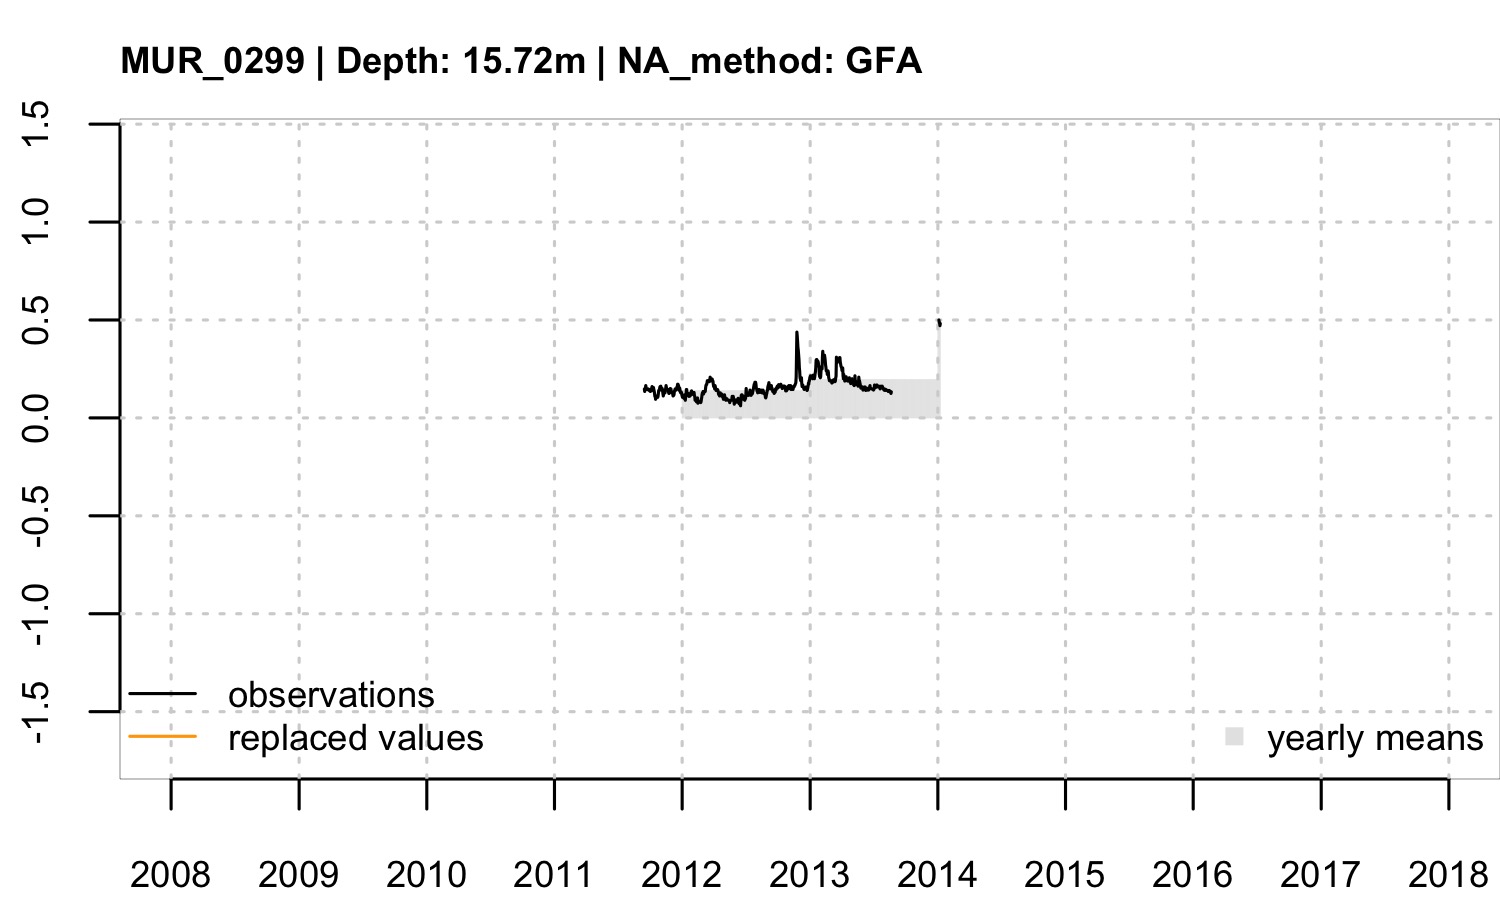 MUR_0299 | Depth: 15.72m | NA_method: GFA
1.5
1.0
0.5
0.0
-0.5
-1.0
-1.5
observations
replaced values
yearly means
2008 2009 2010 2011 2012 2013 2014 2015 2016 2017 2018